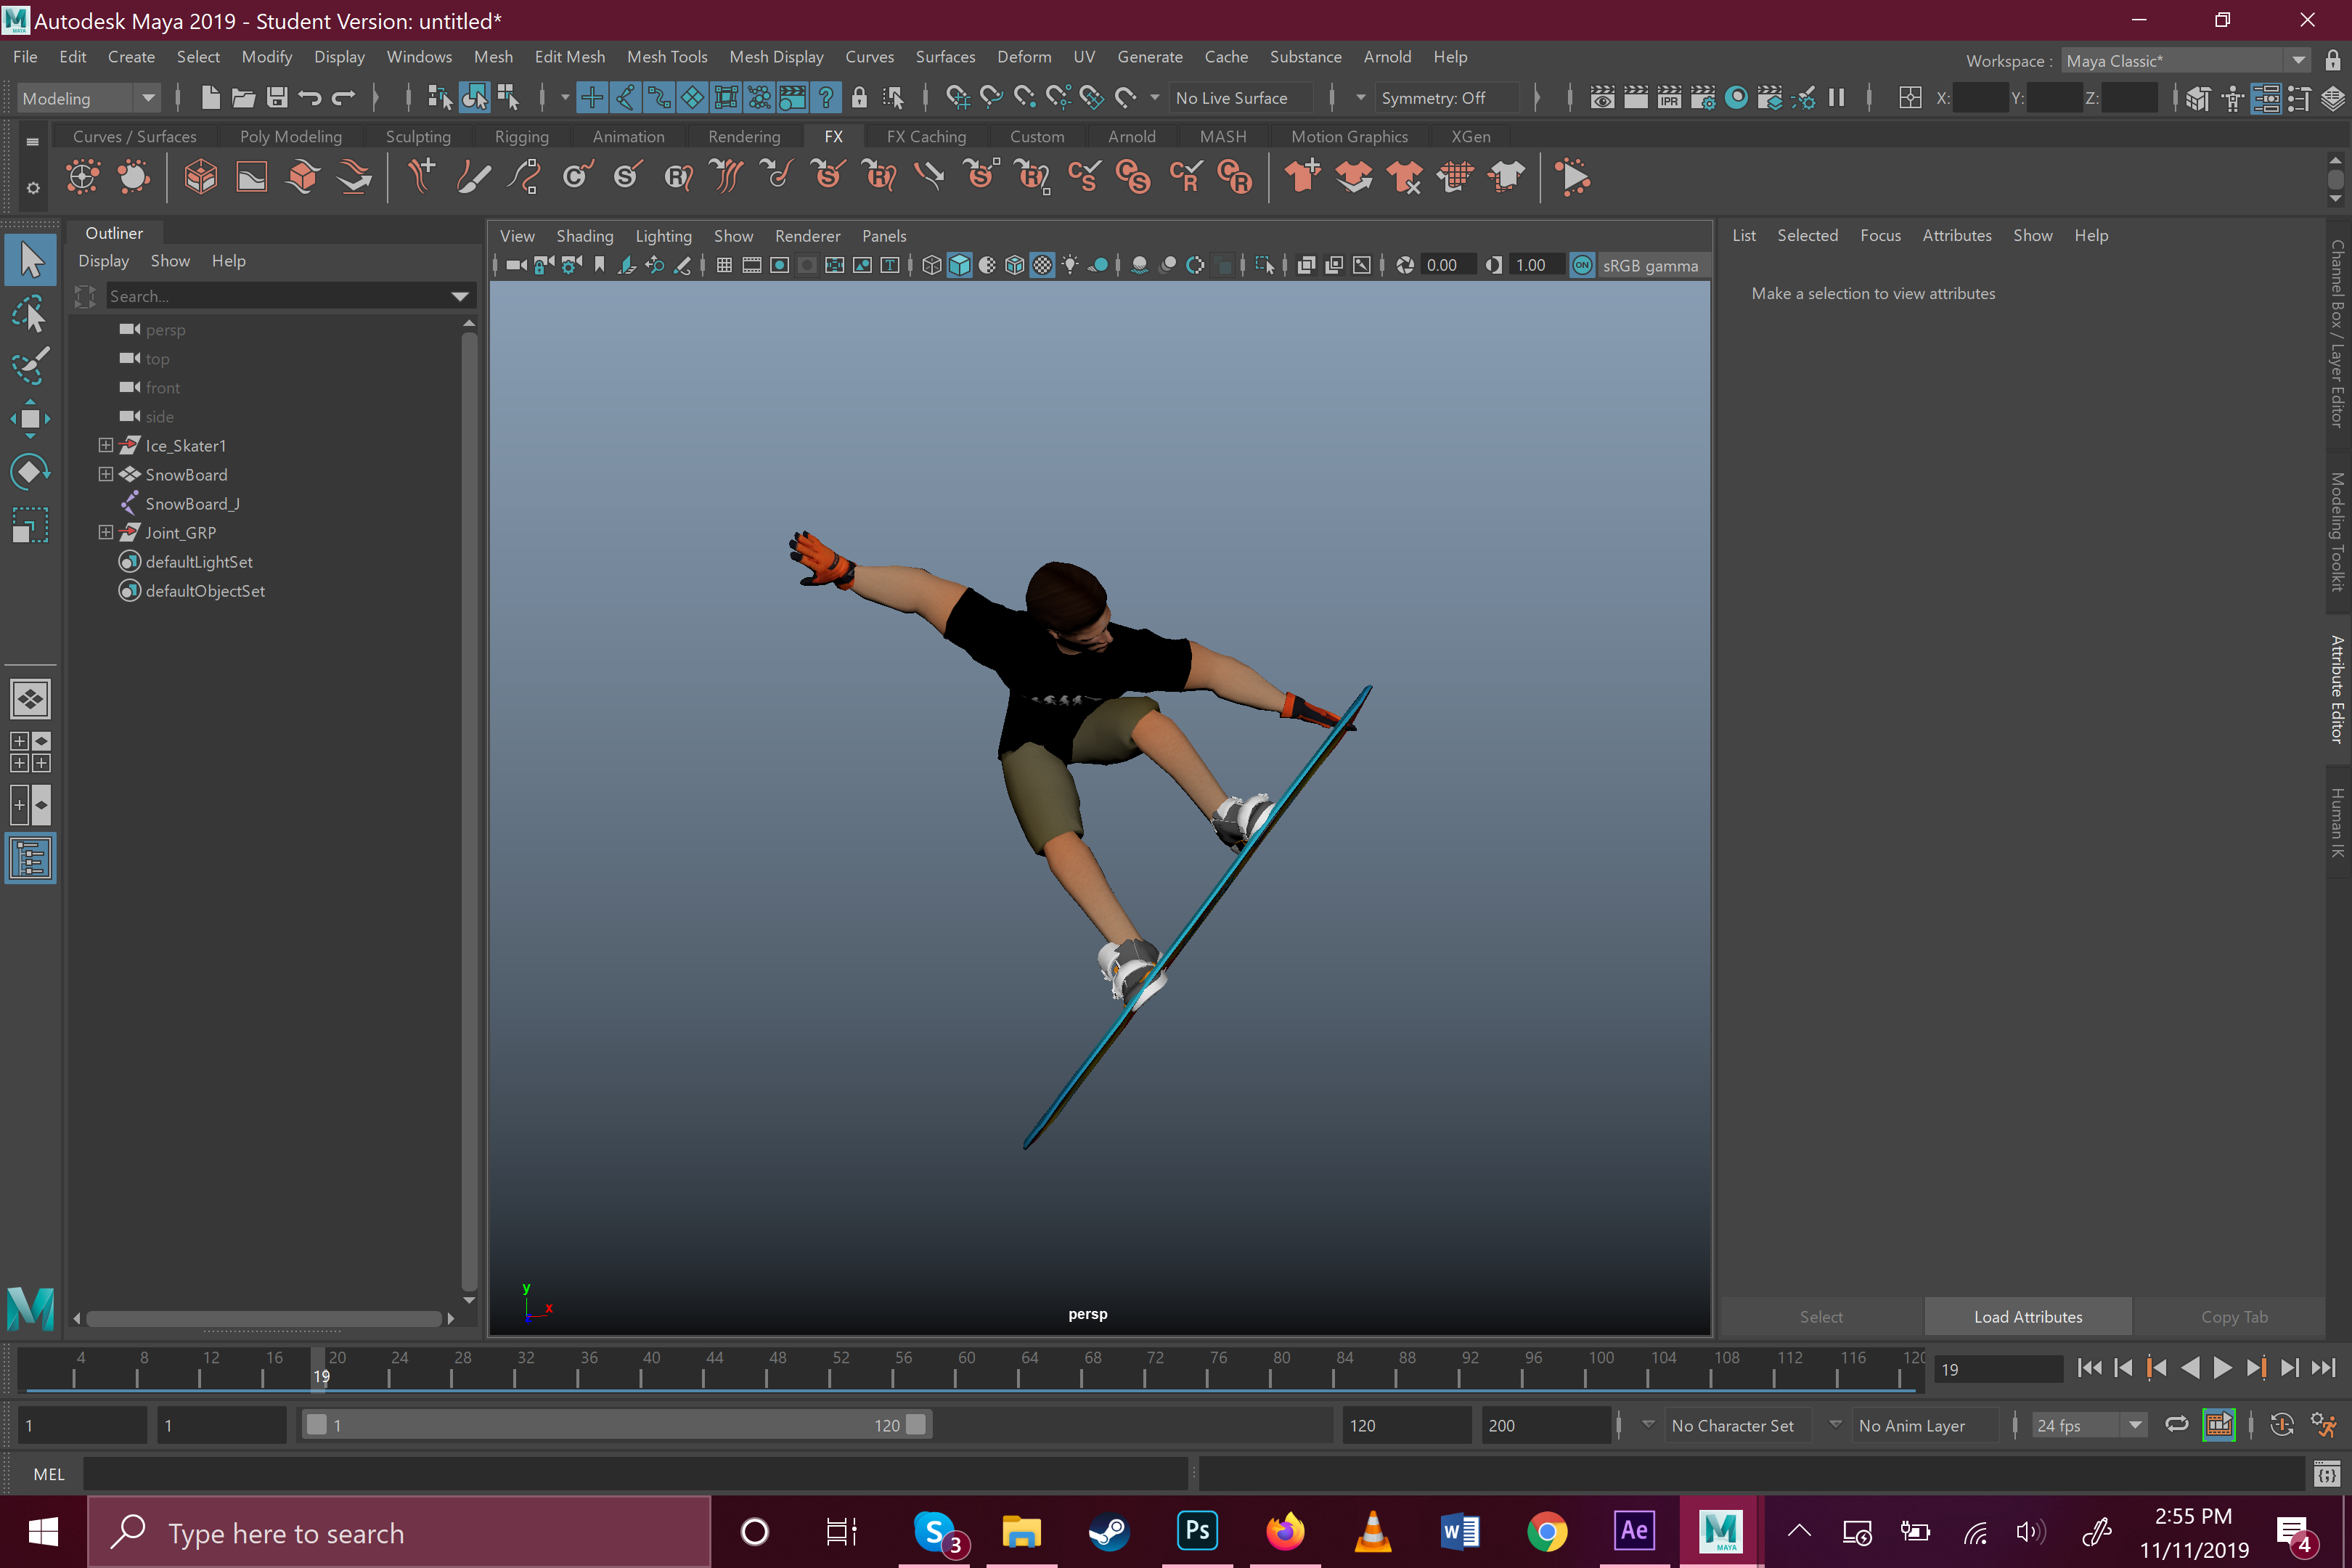 Autodesk Maya 2019 - Student Version: untitled*
File Edit Create Select Modify Display Windows Mesh Edit Mesh Mesh Tools Mesh Display Curves Surfaces Deform UV Generate Cache Substance Arnold Help
Workspace : Maya Classic*
Modeling No Live Surface Symmetry: Off IPR X: Y: Z:
Curves / Surfaces Poly Modeling Sculpting Rigging Animation Rendering FX FX Caching Custom Arnold MASH Motion Graphics XGen
Outliner
Display Show Help
Search...
persp
top
front
side
Ice_Skater1
SnowBoard
SnowBoard_J
Joint_GRP
defaultLightSet
defaultObjectSet
View Shading Lighting Show Renderer Panels
0.00 1.00 ON sRGB gamma
y
x
persp
List Selected Focus Attributes Show Help
Make a selection to view attributes
Select Load Attributes Copy Tab
Channel Box / Layer Editor
Modeling Toolkit
Attribute Editor
Human IK
4 8 12 16 20 24 28 32 36 40 44 48 52 56 60 64 68 72 76 80 84 88 92 96 100 104 108 112 116 120
19
19
1 1 1 120 120 200 No Character Set No Anim Layer 24 fps
MEL
Type here to search
S 3 Ps W Ae M MAYA
2:55 PM
11/11/2019
4